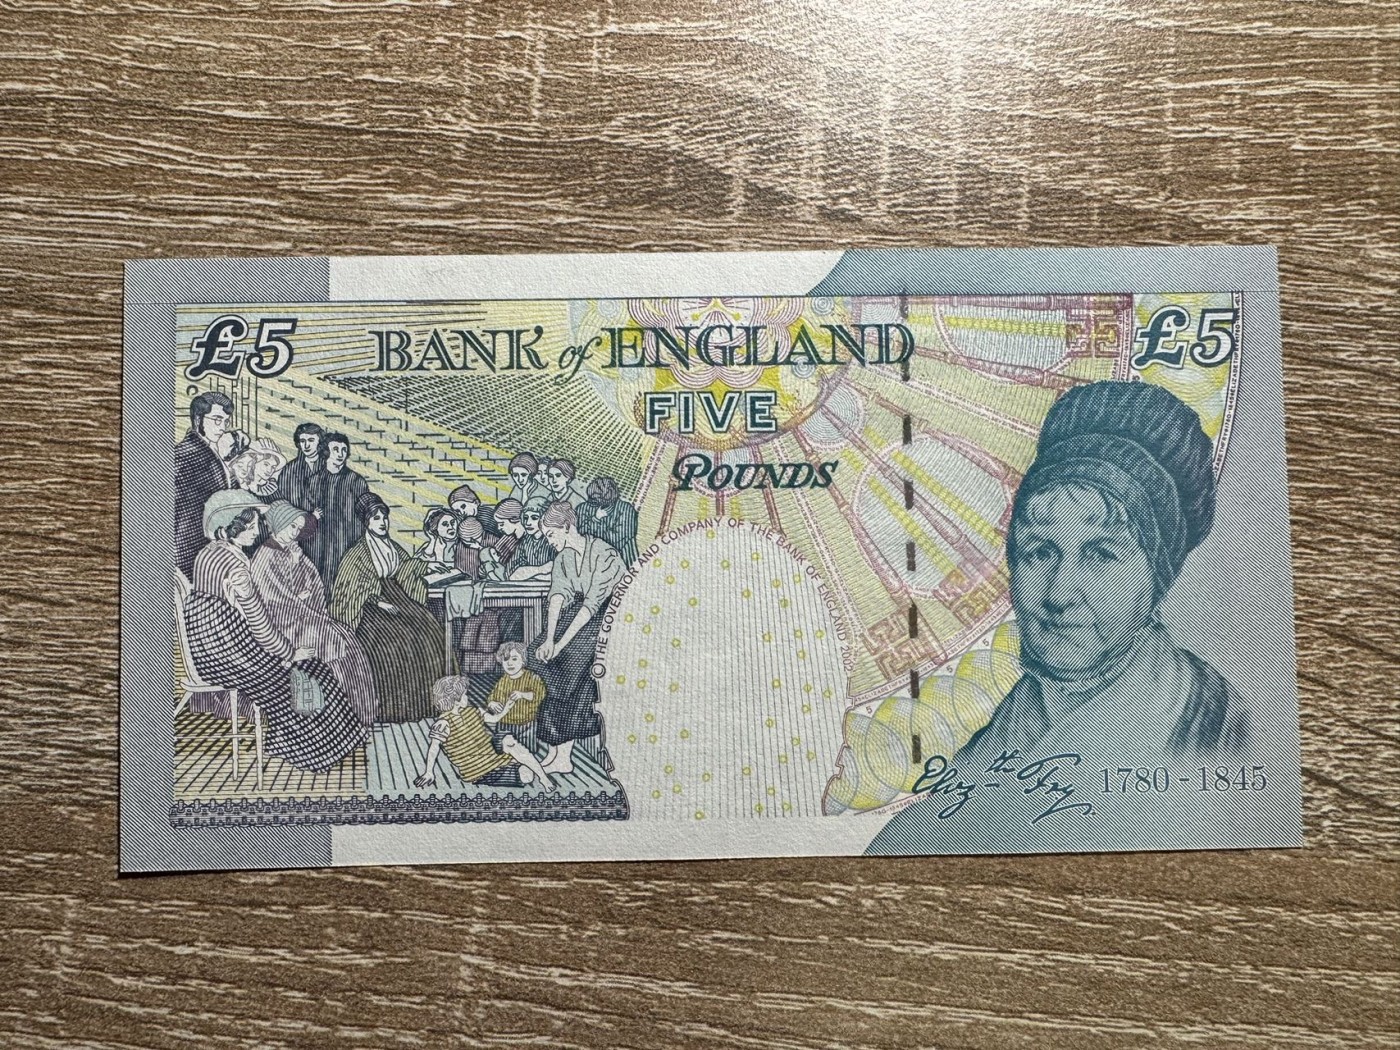 £5
BANK of ENGLAND
£5
FIVE
POUNDS
© THE GOVERNOR AND COMPANY OF THE BANK OF ENGLAND 2002
Eliz-th Fry. 1780 - 1845